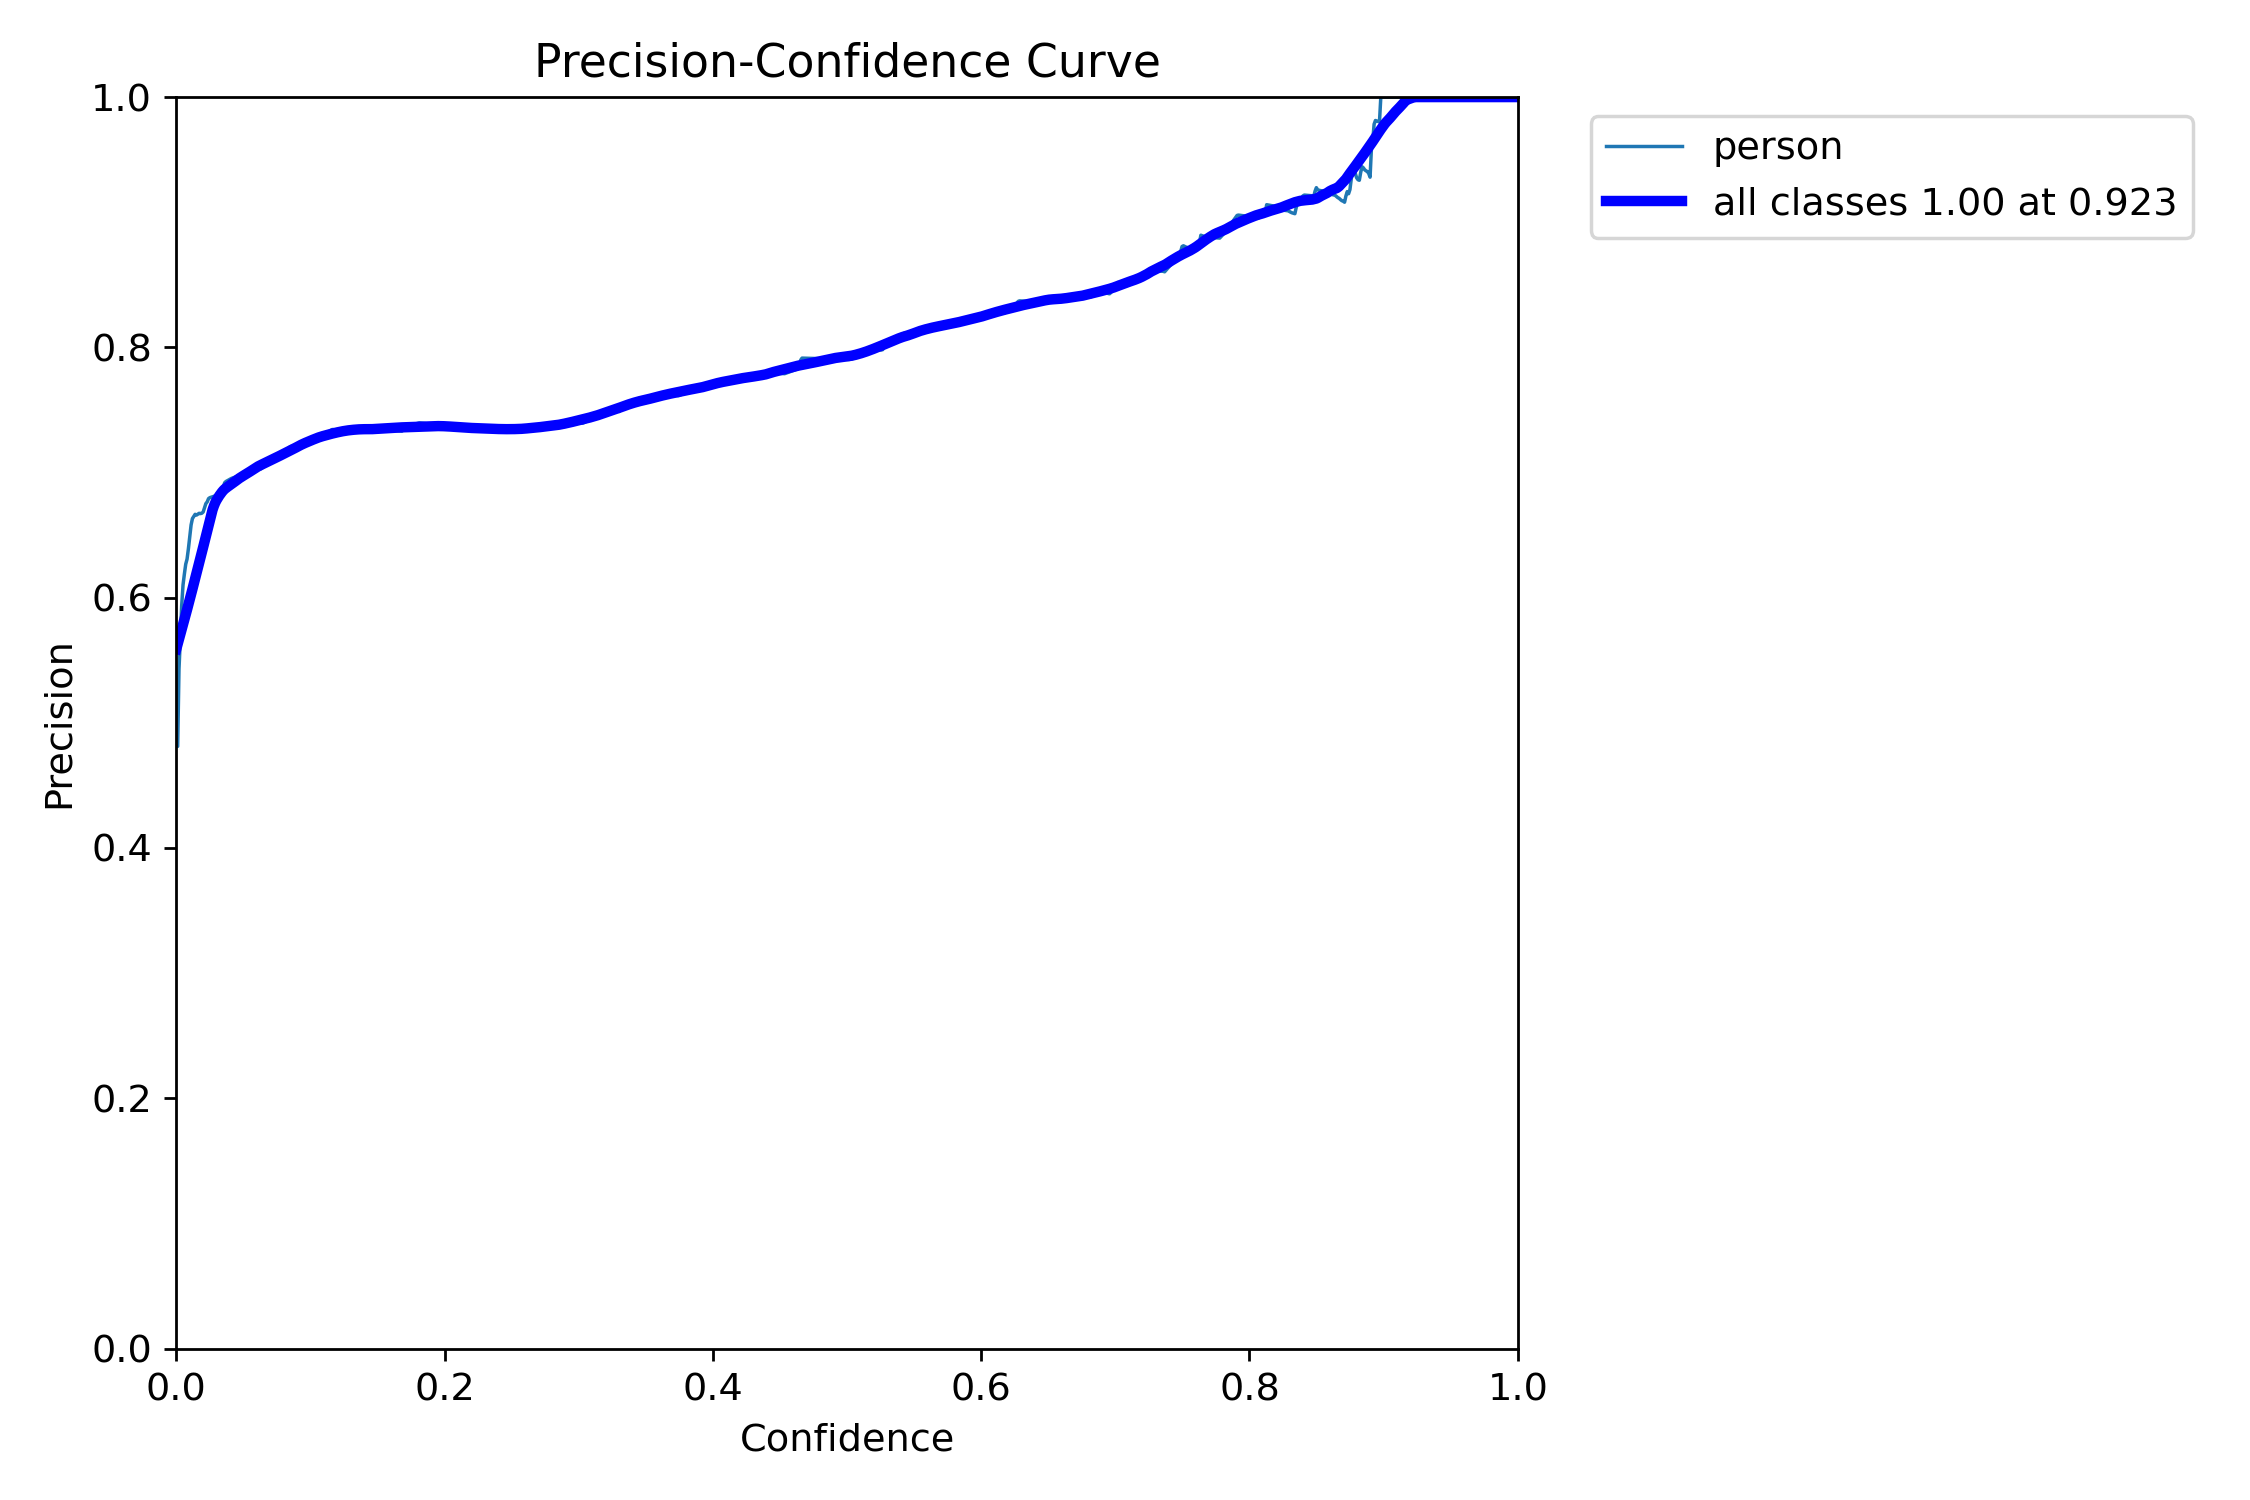 Precision-Confidence Curve
1.0
0.8
0.6
0.4
0.2
0.0
Precision
0.0 0.2 0.4 0.6 0.8 1.0
Confidence
person
all classes 1.00 at 0.923